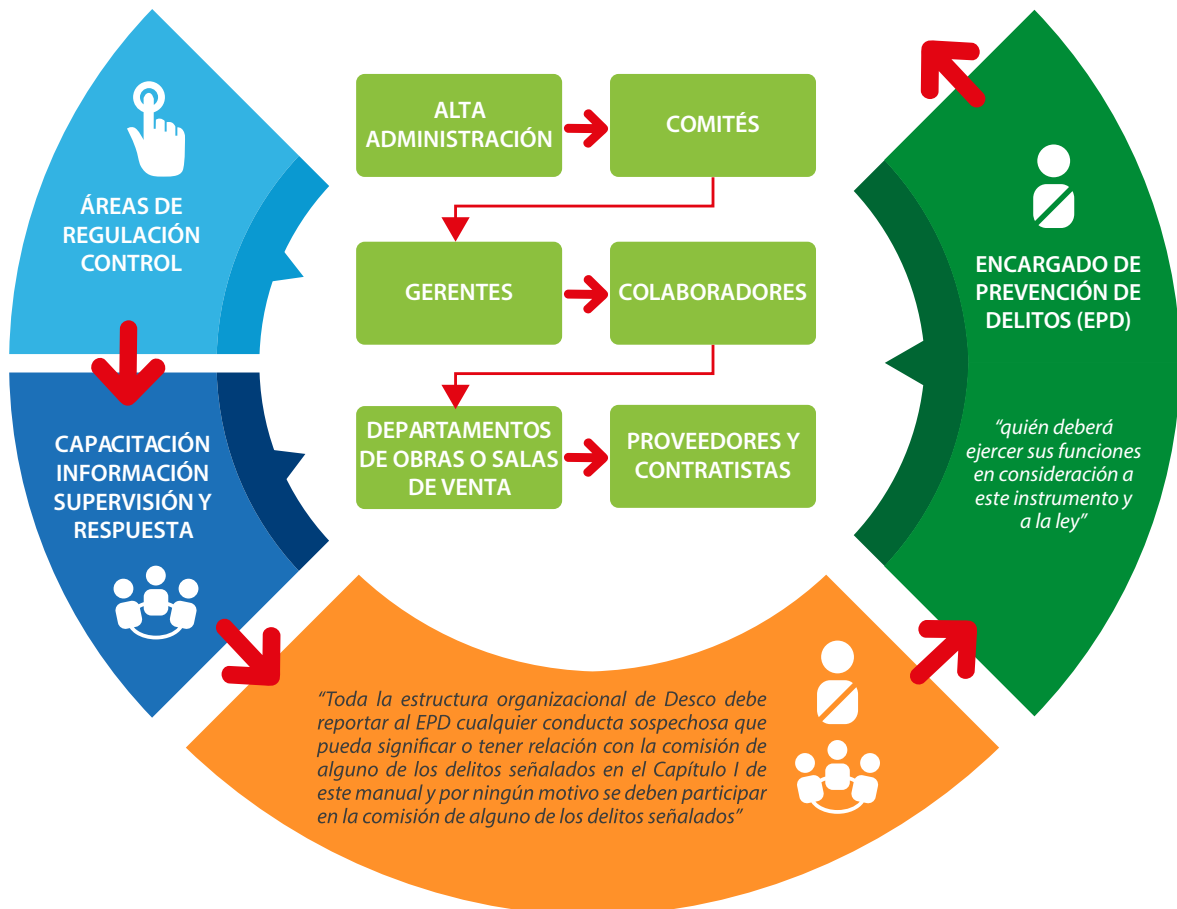 ALTA
ADMINISTRACIÓN
COMITÉS
GERENTES
COLABORADORES
DEPARTAMENTOS
DE OBRAS O SALAS
DE VENTA
PROVEEDORES Y
CONTRATISTAS
ÁREAS DE
REGULACIÓN
CONTROL
CAPACITACIÓN
INFORMACIÓN
SUPERVISIÓN Y
RESPUESTA
“Toda la estructura organizacional de Desco debe
reportar al EPD cualquier conducta sospechosa que
pueda significar o tener relación con la comisión de
alguno de los delitos señalados en el Capítulo I de
este manual y por ningún motivo se deben participar
en la comisión de alguno de los delitos señalados”
ENCARGADO DE
PREVENCIÓN DE
DELITOS (EPD)
“quién deberá
ejercer sus funciones
en consideración a
este instrumento y
a la ley”